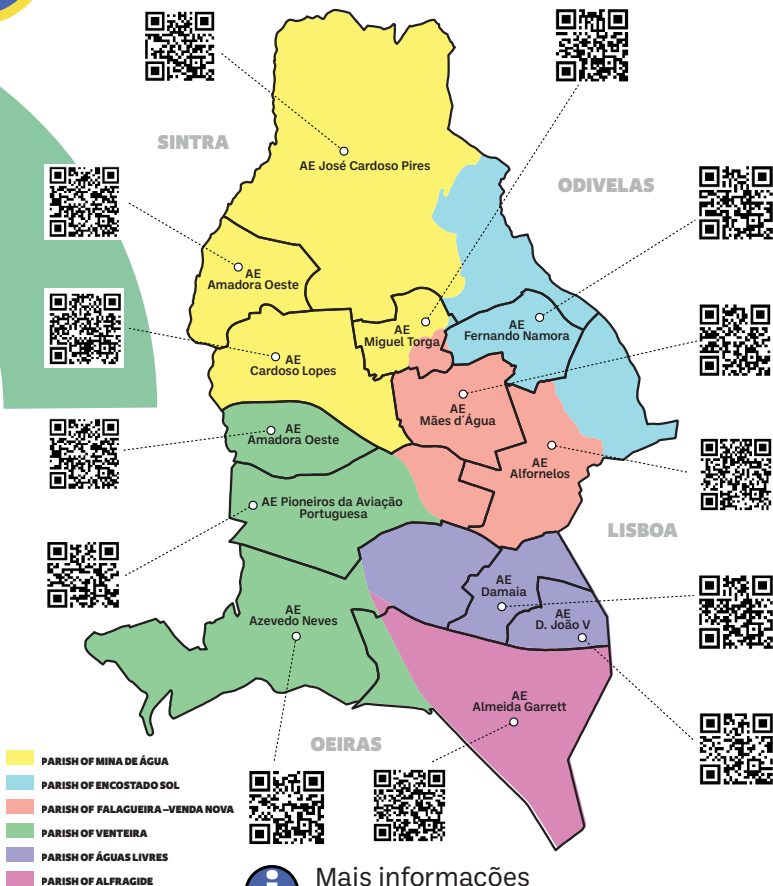 SINTRA
AE José Cardoso Pires
ODIVELAS
AE
Amadora Oeste
AE
Miguel Torga
AE
Fernando Namora
AE
Cardoso Lopes
AE
Mães d´Água
AE
Amadora Oeste
AE
Alfornelos
AE Pioneiros da Aviação
Portuguesa
LISBOA
AE
Damaia
AE
D. João V
AE
Azevedo Neves
AE
Almeida Garrett
OEIRAS
PARISH OF MINA DE ÁGUA
PARISH OF ENCOSTADO SOL
PARISH OF FALAGUEIRA –VENDA NOVA
PARISH OF VENTEIRA
PARISH OF ÁGUAS LIVRES
PARISH OF ALFRAGIDE
Mais informações